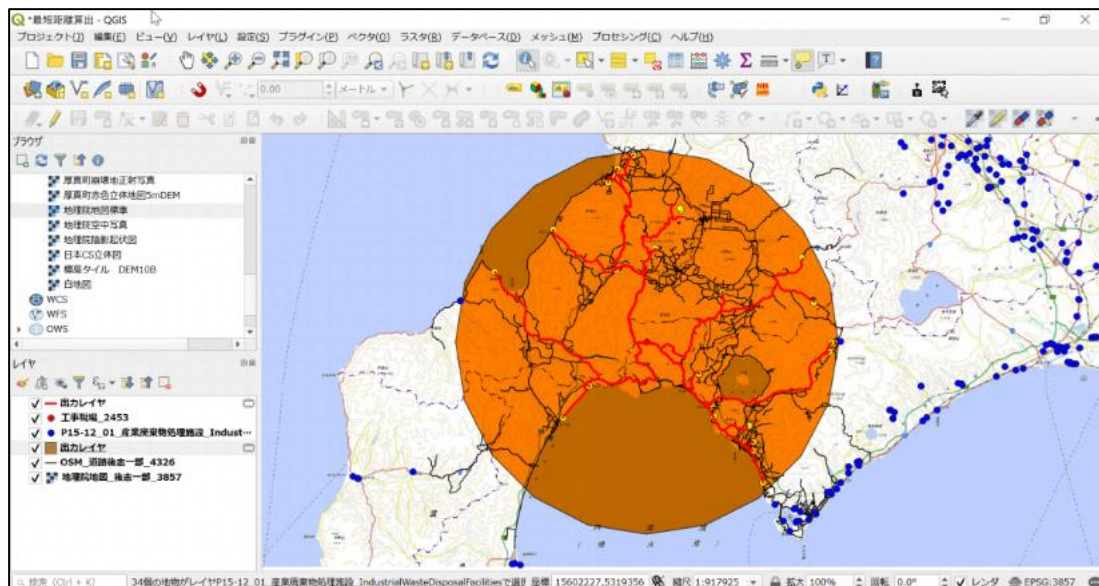 *最短距離算出 - QGIS
プロジェクト(J) 編集(E) ビュー(V) レイヤ(L) 設定(S) プラグイン(P) ベクタ(O) ラスタ(R) データベース(D) メッシュ(M) プロセシング(C) ヘルプ(H)
0.00 メートル
ブラウザ
厚真町崩壊地正射写真
厚真町赤色立体地図5mDEM
地理院地図標準
地理院空中写真
地理院陰影起伏図
日本CS立体図
標高タイル DEM10B
白地図
WCS
WFS
OWS
レイヤ
出力レイヤ
工事現場_2453
P15-12_01_産業廃棄物処理施設_Indust…
出力レイヤ
OSM_道路後志一部_4326
地理院地図_後志一部_3857
検索 (Ctrl + K) 34個の地物がレイヤP15-12_01_産業廃棄物処理施設_IndustrialWasteDisposalFacilitiesで選択 座標 15602227,5319356 縮尺 1:917925 拡大 100% 回転 0.0° レンダ EPSG:3857